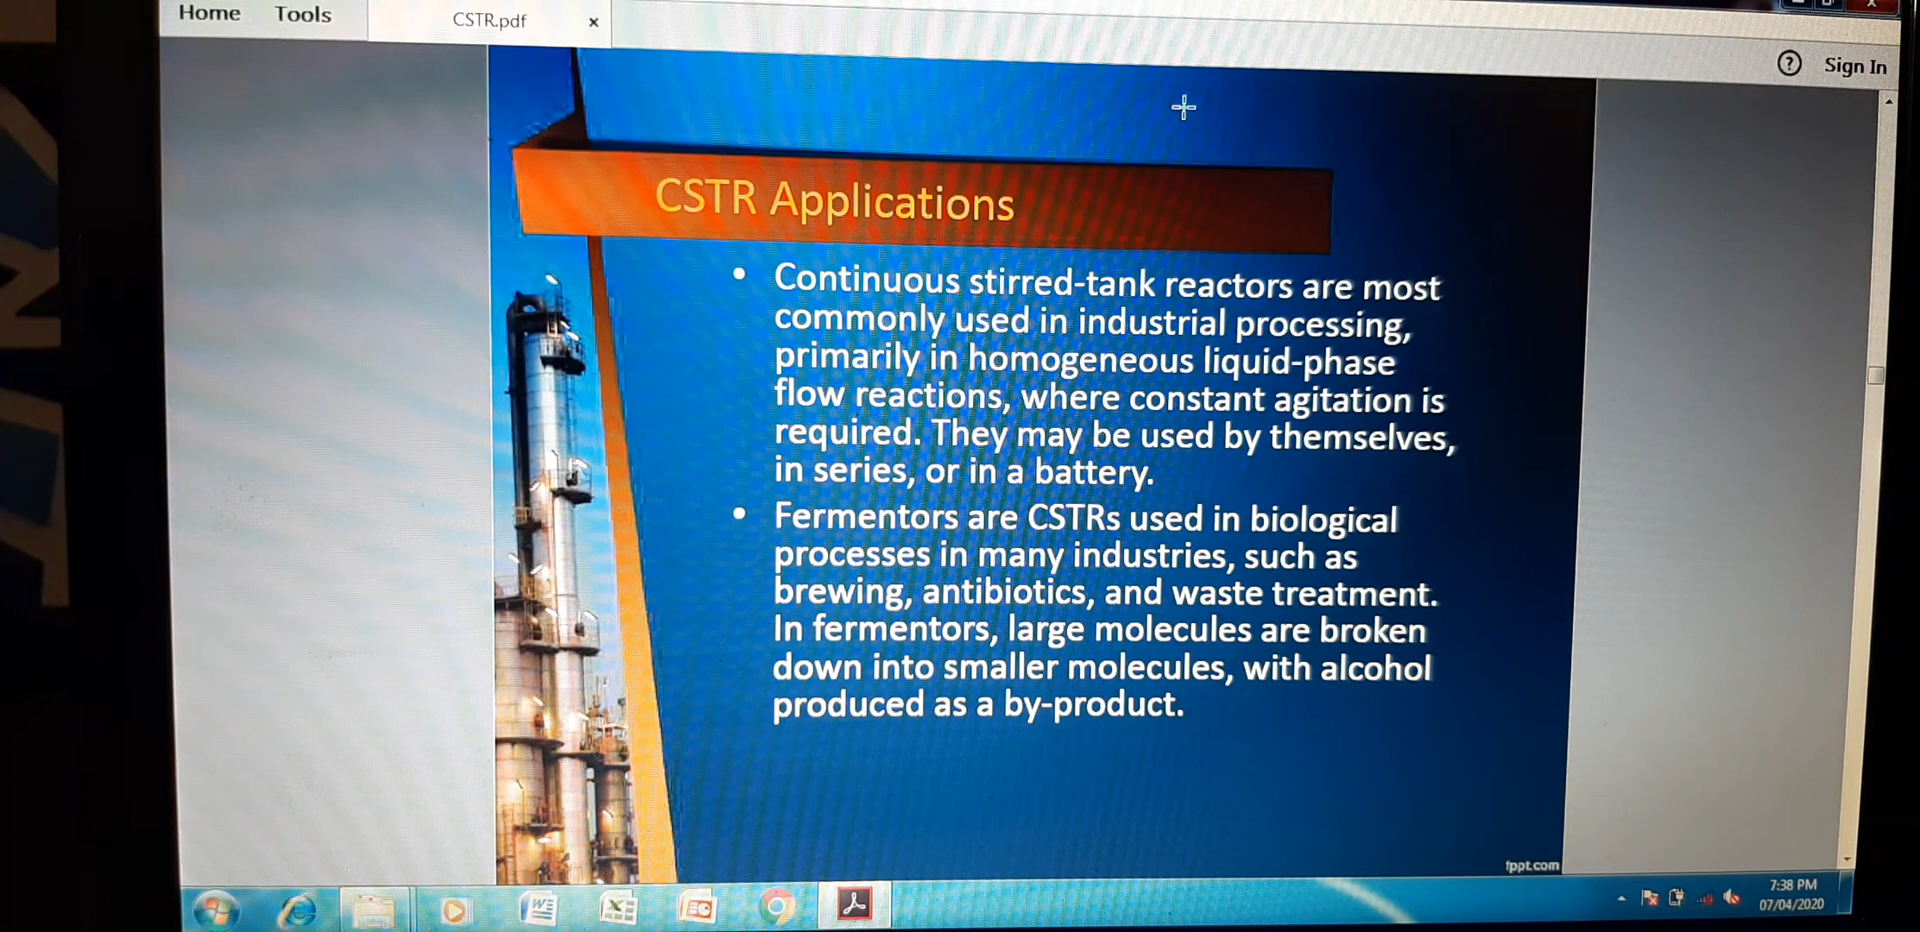 Home Tools CSTR.pdf ×
? Sign In
CSTR Applications
• Continuous stirred-tank reactors are most
commonly used in industrial processing,
primarily in homogeneous liquid-phase
flow reactions, where constant agitation is
required. They may be used by themselves,
in series, or in a battery.
• Fermentors are CSTRs used in biological
processes in many industries, such as
brewing, antibiotics, and waste treatment.
In fermentors, large molecules are broken
down into smaller molecules, with alcohol
produced as a by-product.
fppt.com
7:38 PM
07/04/2020